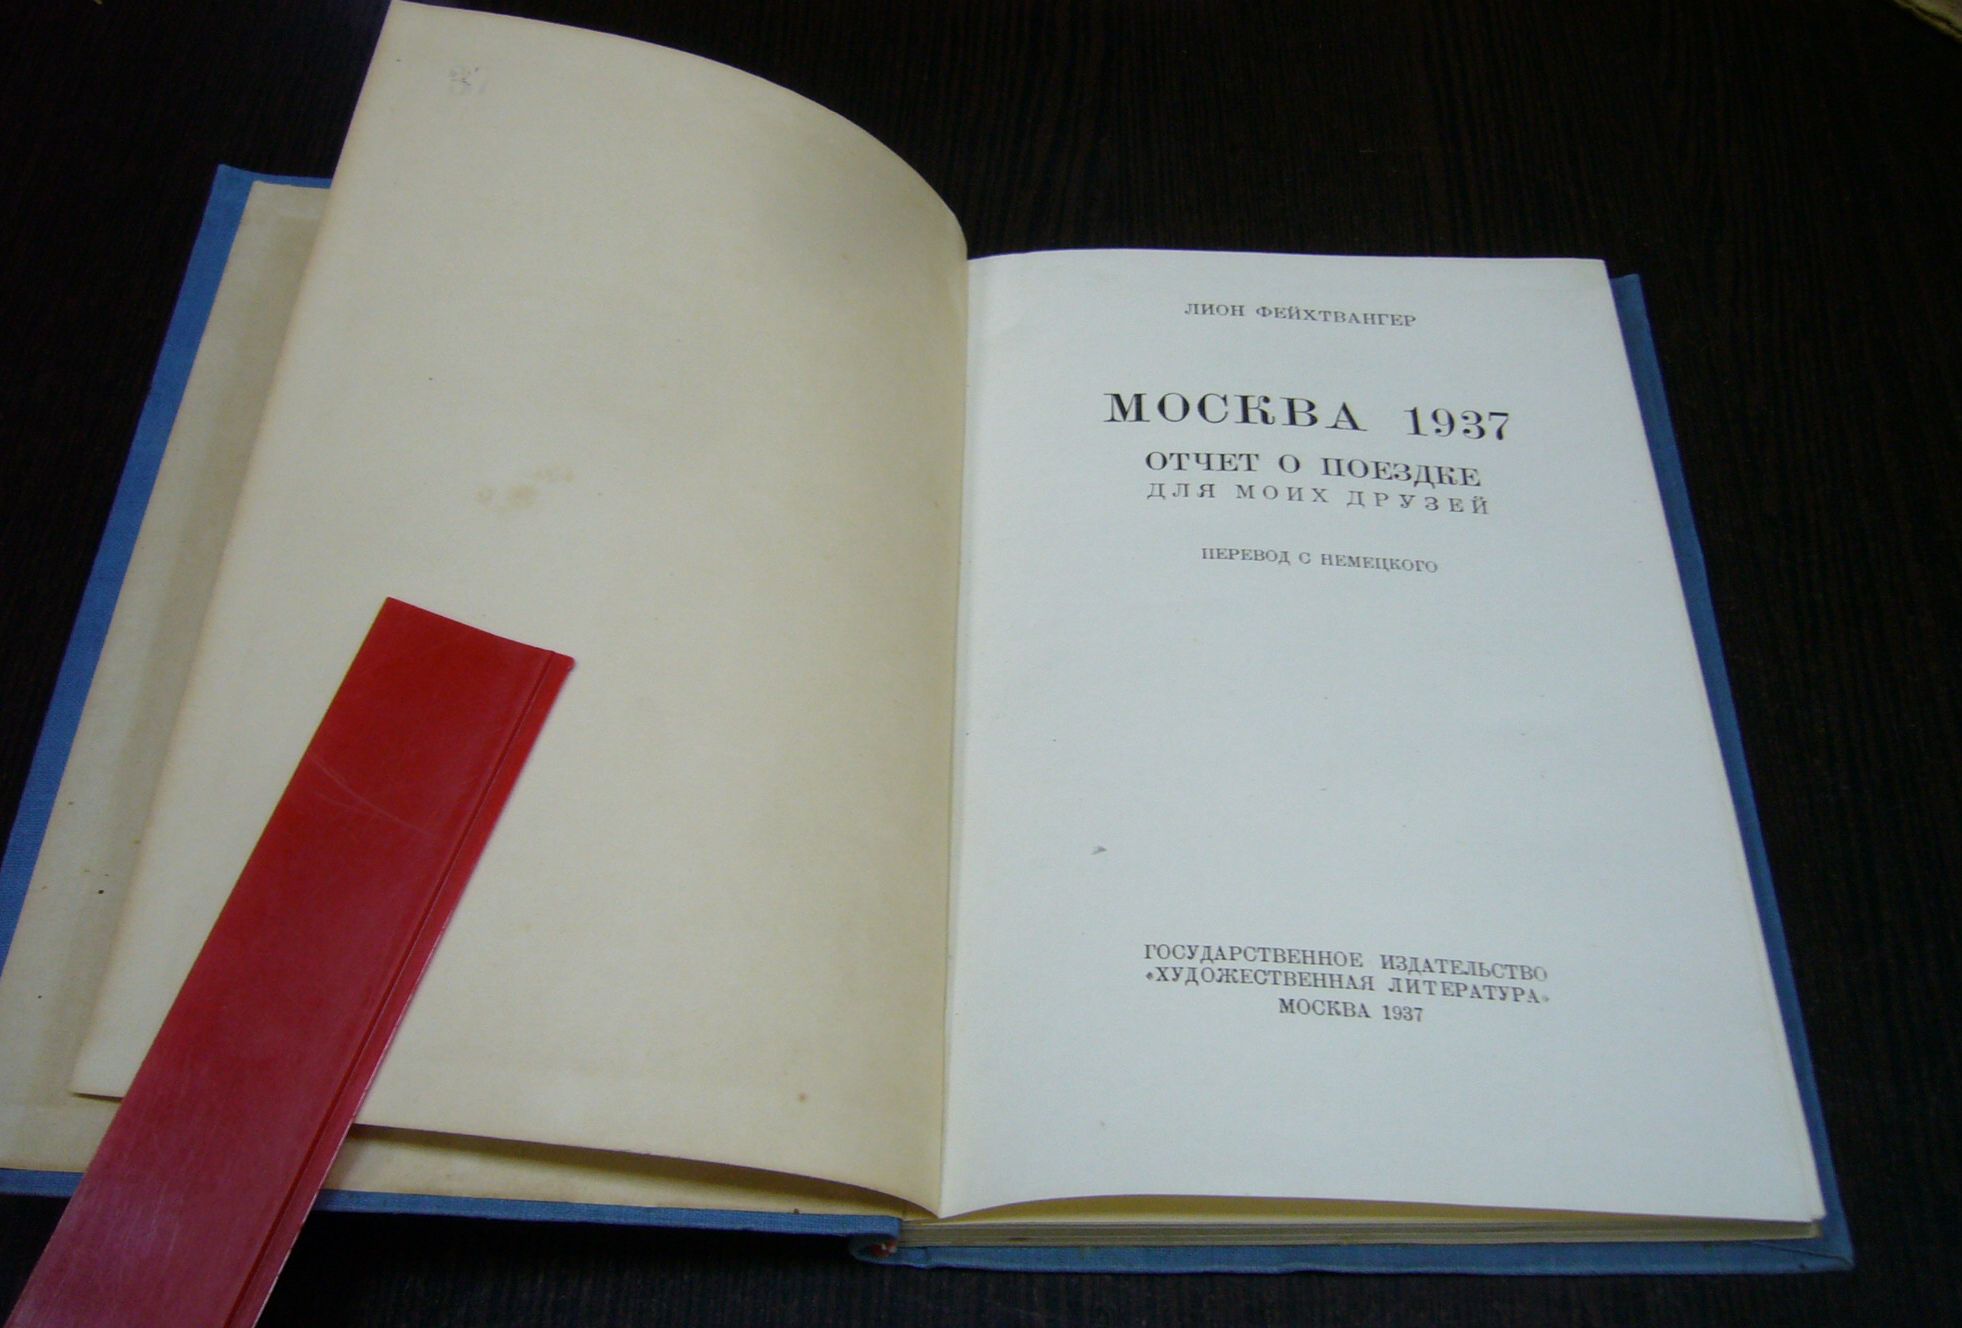 ЛИОН ФЕЙХТВАНГЕР
МОСКВА 1937
ОТЧЕТ О ПОЕЗДКЕ
ДЛЯ МОИХ ДРУЗЕЙ
ПЕРЕВОД С НЕМЕЦКОГО
ГОСУДАРСТВЕННОЕ ИЗДАТЕЛЬСТВО
«ХУДОЖЕСТВЕННАЯ ЛИТЕРАТУРА»
МОСКВА 1937